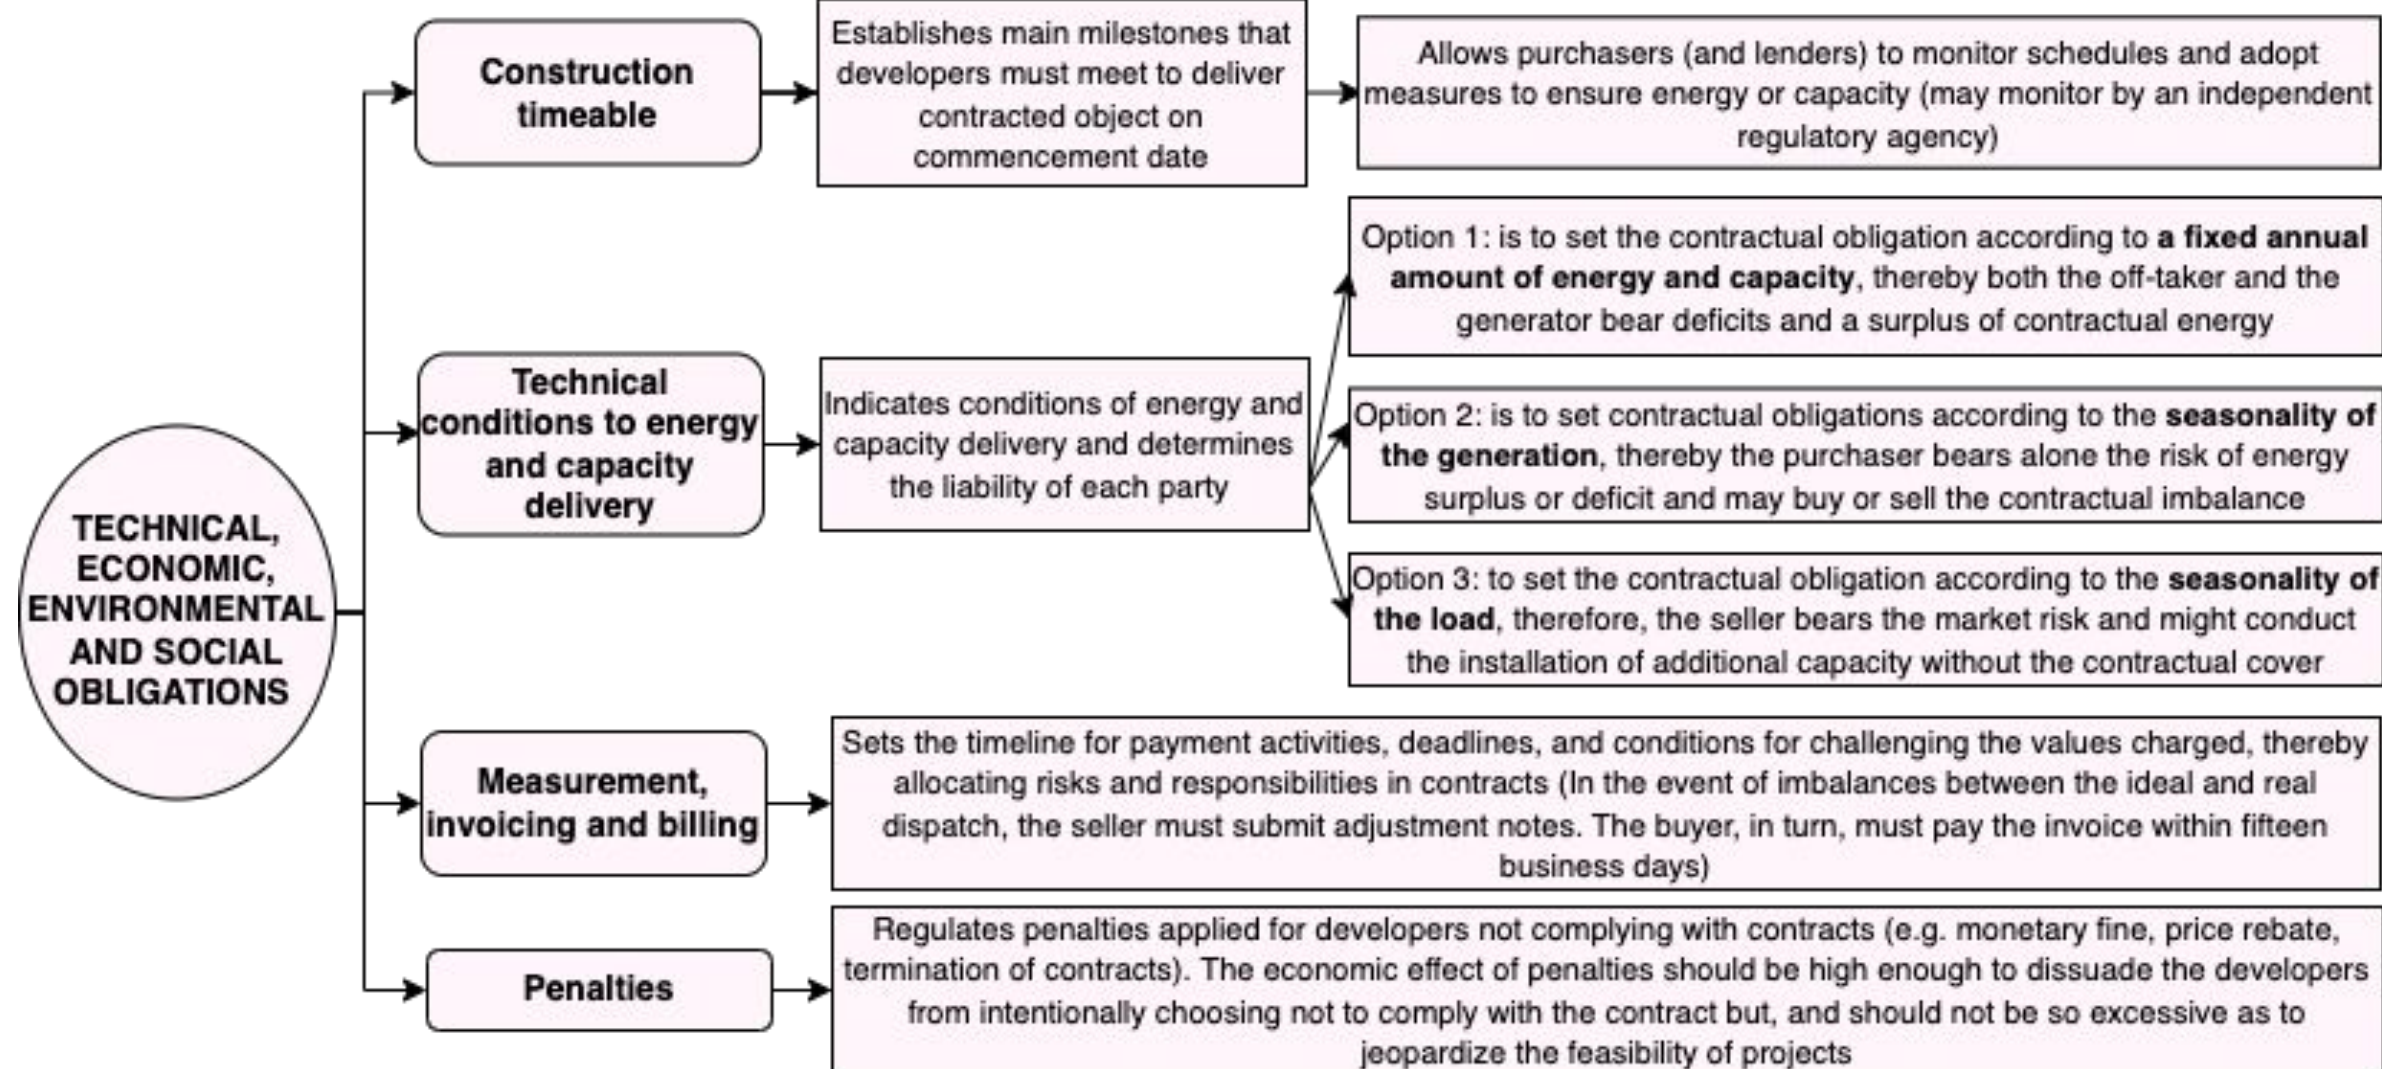 Construction
timeable
Establishes main milestones that
developers must meet to deliver
contracted object on
commencement date
Allows purchasers (and lenders) to monitor schedules and adopt
measures to ensure energy or capacity (may monitor by an independent
regulatory agency)
TECHNICAL,
ECONOMIC,
ENVIRONMENTAL
AND SOCIAL
OBLIGATIONS
Technical
conditions to energy
and capacity
delivery
Indicates conditions of energy and
capacity delivery and determines
the liability of each party
Option 1: is to set the contractual obligation according to a fixed annual
amount of energy and capacity, thereby both the off-taker and the
generator bear deficits and a surplus of contractual energy
Option 2: is to set contractual obligations according to the seasonality of
the generation, thereby the purchaser bears alone the risk of energy
surplus or deficit and may buy or sell the contractual imbalance
Option 3: to set the contractual obligation according to the seasonality of
the load, therefore, the seller bears the market risk and might conduct
the installation of additional capacity without the contractual cover
Measurement,
invoicing and billing
Sets the timeline for payment activities, deadlines, and conditions for challenging the values charged, thereby
allocating risks and responsibilities in contracts (In the event of imbalances between the ideal and real
dispatch, the seller must submit adjustment notes. The buyer, in turn, must pay the invoice within fifteen
business days)
Penalties
Regulates penalties applied for developers not complying with contracts (e.g. monetary fine, price rebate,
termination of contracts). The economic effect of penalties should be high enough to dissuade the developers
from intentionally choosing not to comply with the contract but, and should not be so excessive as to
jeopardize the feasibility of projects